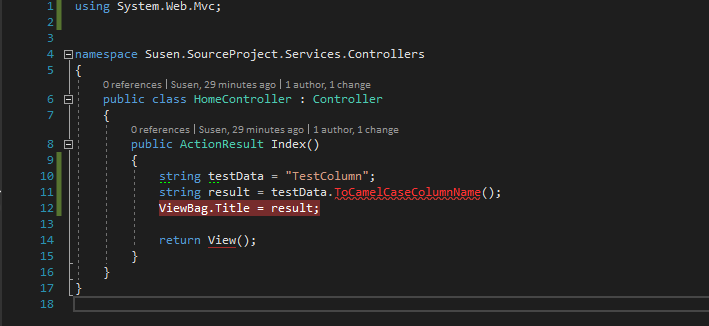 1 using System.Web.Mvc;
2
3
4 namespace Susen.SourceProject.Services.Controllers
5 {
0 references | Susen, 29 minutes ago | 1 author, 1 change
6 public class HomeController : Controller
7 {
0 references | Susen, 29 minutes ago | 1 author, 1 change
8 public ActionResult Index()
9 {
10 string testData = "TestColumn";
11 string result = testData.ToCamelCaseColumnName();
12 ViewBag.Title = result;
13
14 return View();
15 }
16 }
17 }
18